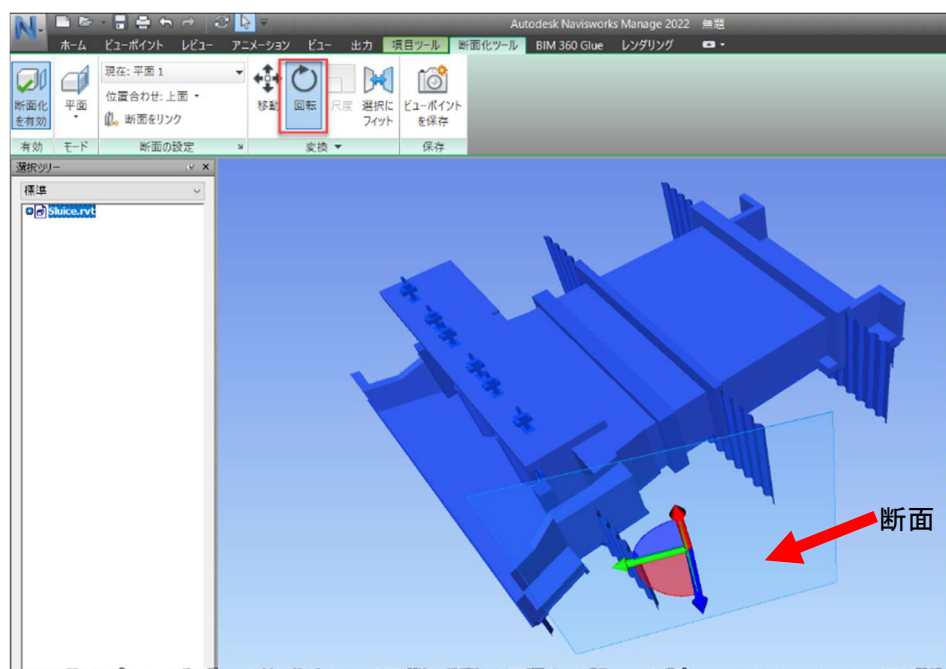 Autodesk Navisworks Manage 2022 無題
ホーム ビューポイント レビュー アニメーション ビュー 出力 項目ツール 断面化ツール BIM 360 Glue レンダリング
現在: 平面 1
位置合わせ: 上面
断面をリンク
断面化を有効
平面
移動
回転
尺度
選択にフィット
ビューポイントを保存
有効 モード 断面の設定 変換 保存
選択ツリー
標準
Sluice.rvt
断面